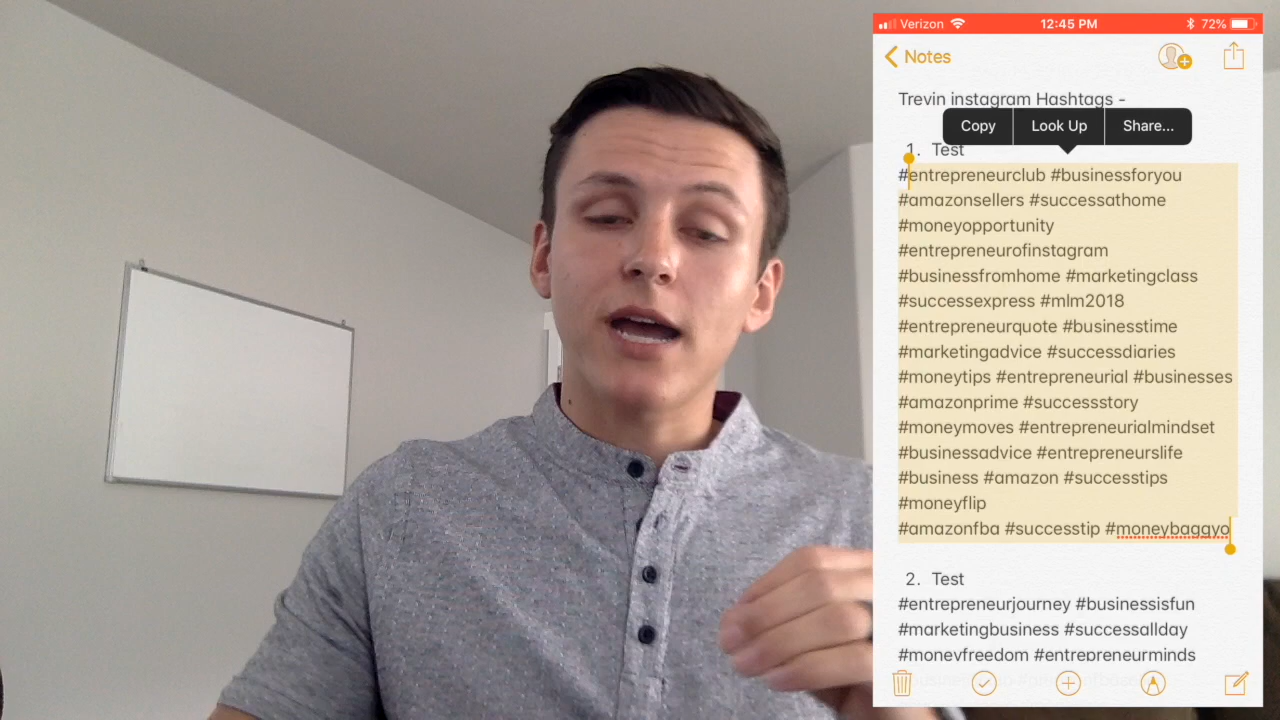 Verizon 12:45 PM 72%
Notes
Trevin instagram Hashtags -
Copy Look Up Share...
1. Test
#entrepreneurclub #businessforyou
#amazonsellers #successathome
#moneyopportunity
#entrepreneurofinstagram
#businessfromhome #marketingclass
#successexpress #mlm2018
#entrepreneurquote #businesstime
#marketingadvice #successdiaries
#moneytips #entrepreneurial #businesses
#amazonprime #successstory
#moneymoves #entrepreneurialmindset
#businessadvice #entrepreneurslife
#business #amazon #successtips
#moneyflip
#amazonfba #successtip #moneybaggyo
2. Test
#entrepreneurjourney #businessisfun
#marketingbusiness #successallday
#moneyfreedom #entrepreneurminds